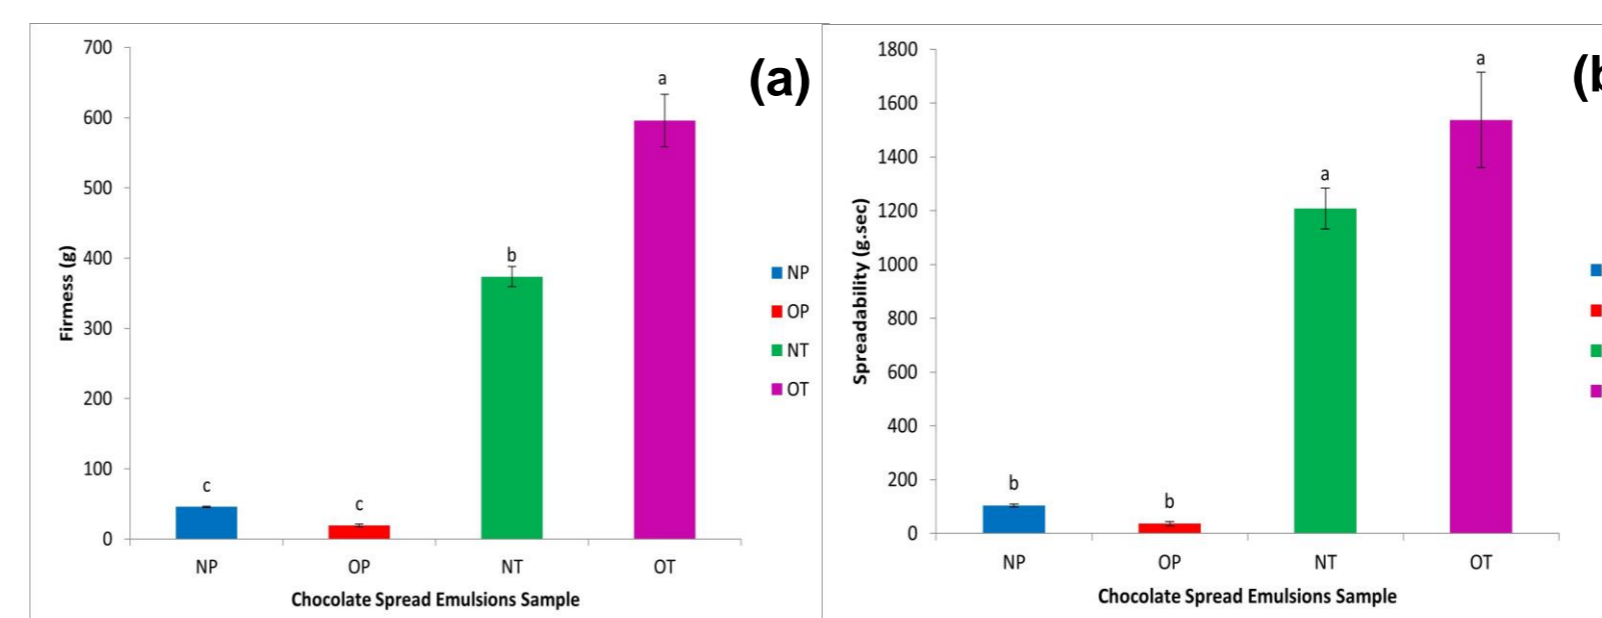 (a)
Firmness (g)
700
600
500
400
300
200
100
0
c
c
b
a
NP
OP
NT
OT
Chocolate Spread Emulsions Sample
NP
OP
NT
OT
(b
Spreadability (g.sec)
1800
1600
1400
1200
1000
800
600
400
200
0
b
b
a
a
NP
OP
NT
OT
Chocolate Spread Emulsions Sample